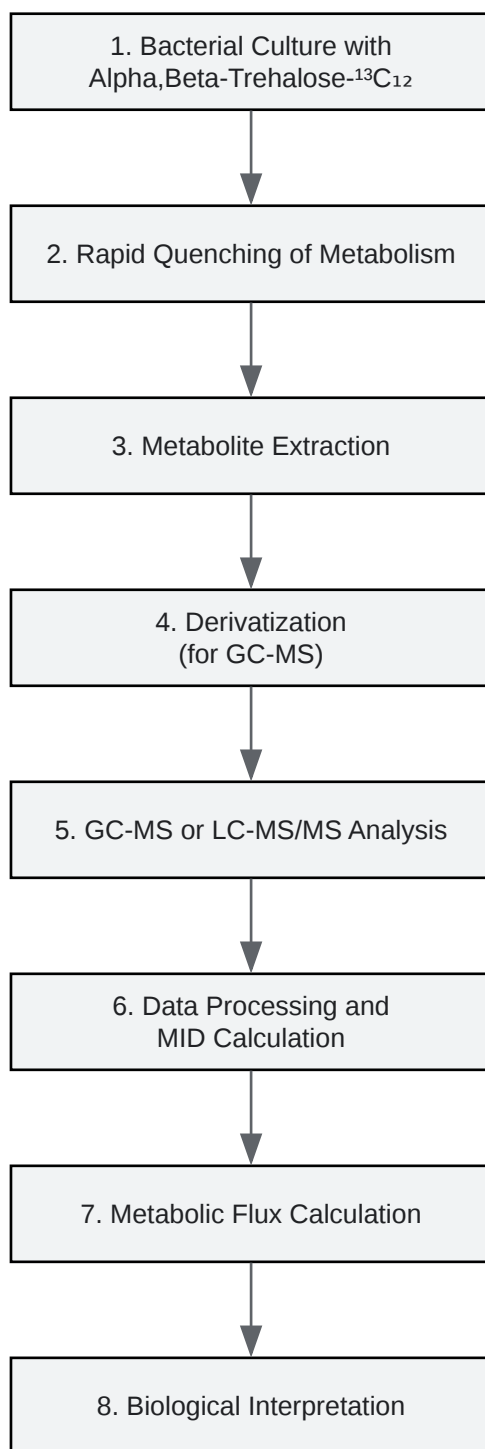 1. Bacterial Culture with
Alpha,Beta-Trehalose-¹³C₁₂
2. Rapid Quenching of Metabolism
3. Metabolite Extraction
4. Derivatization
(for GC-MS)
5. GC-MS or LC-MS/MS Analysis
6. Data Processing and
MID Calculation
7. Metabolic Flux Calculation
8. Biological Interpretation